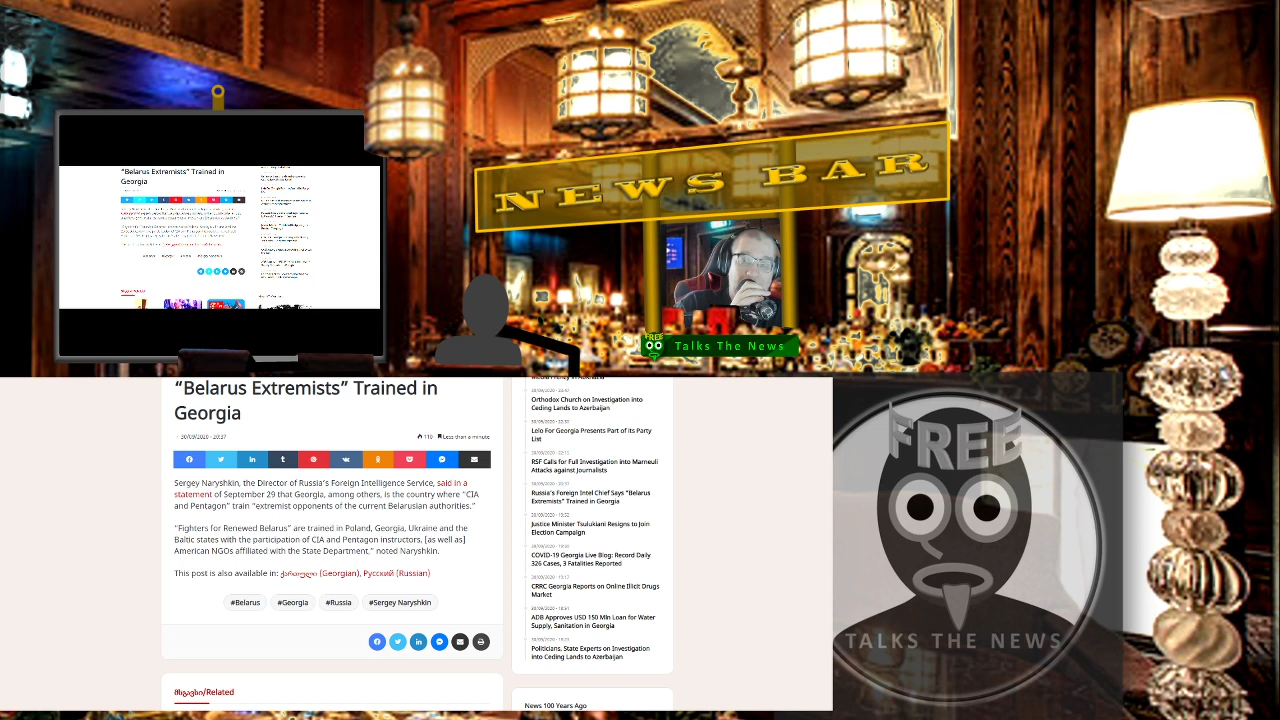 "Belarus Extremists" Trained in
Georgia
NEWS BAR
FREE
Talks The News
"Belarus Extremists" Trained in
Georgia
30/09/2020 - 20:37
110 Less than a minute
Sergey Naryshkin, the Director of Russia's Foreign Intelligence Service, said in a
statement of September 29 that Georgia, among others, is the country where "CIA
and Pentagon" train "extremist opponents of the current Belarusian authorities."
"Fighters for Renewed Belarus" are trained in Poland, Georgia, Ukraine and the
Baltic states with the participation of CIA and Pentagon instructors, [as well as]
American NGOs affiliated with the State Department," noted Naryshkin.
This post is also available in: ქართული (Georgian), Русский (Russian)
#Belarus
#Georgia
#Russia
#Sergey Naryshkin
მსგავსი/Related
Orthodox Church on Investigation into
Ceding Lands to Azerbaijan
Lelo For Georgia Presents Part of Its Party
List
RSF Calls for Full Investigation into Marneuli
Attacks against Journalists
Russia's Foreign Intel Chief Says "Belarus
Extremists" Trained in Georgia
Justice Minister Tsulukiani Resigns to Join
Election Campaign
COVID-19 Georgia Live Blog: Record Daily
326 Cases, 3 Fatalities Reported
CRRC Georgia Reports on Online Illicit Drugs
Market
ADB Approves USD 150 Mln Loan for Water
Supply, Sanitation in Georgia
Politicians, State Experts on Investigation
into Ceding Lands to Azerbaijan
News 100 Years Ago
FREE
TALKS THE NEWS